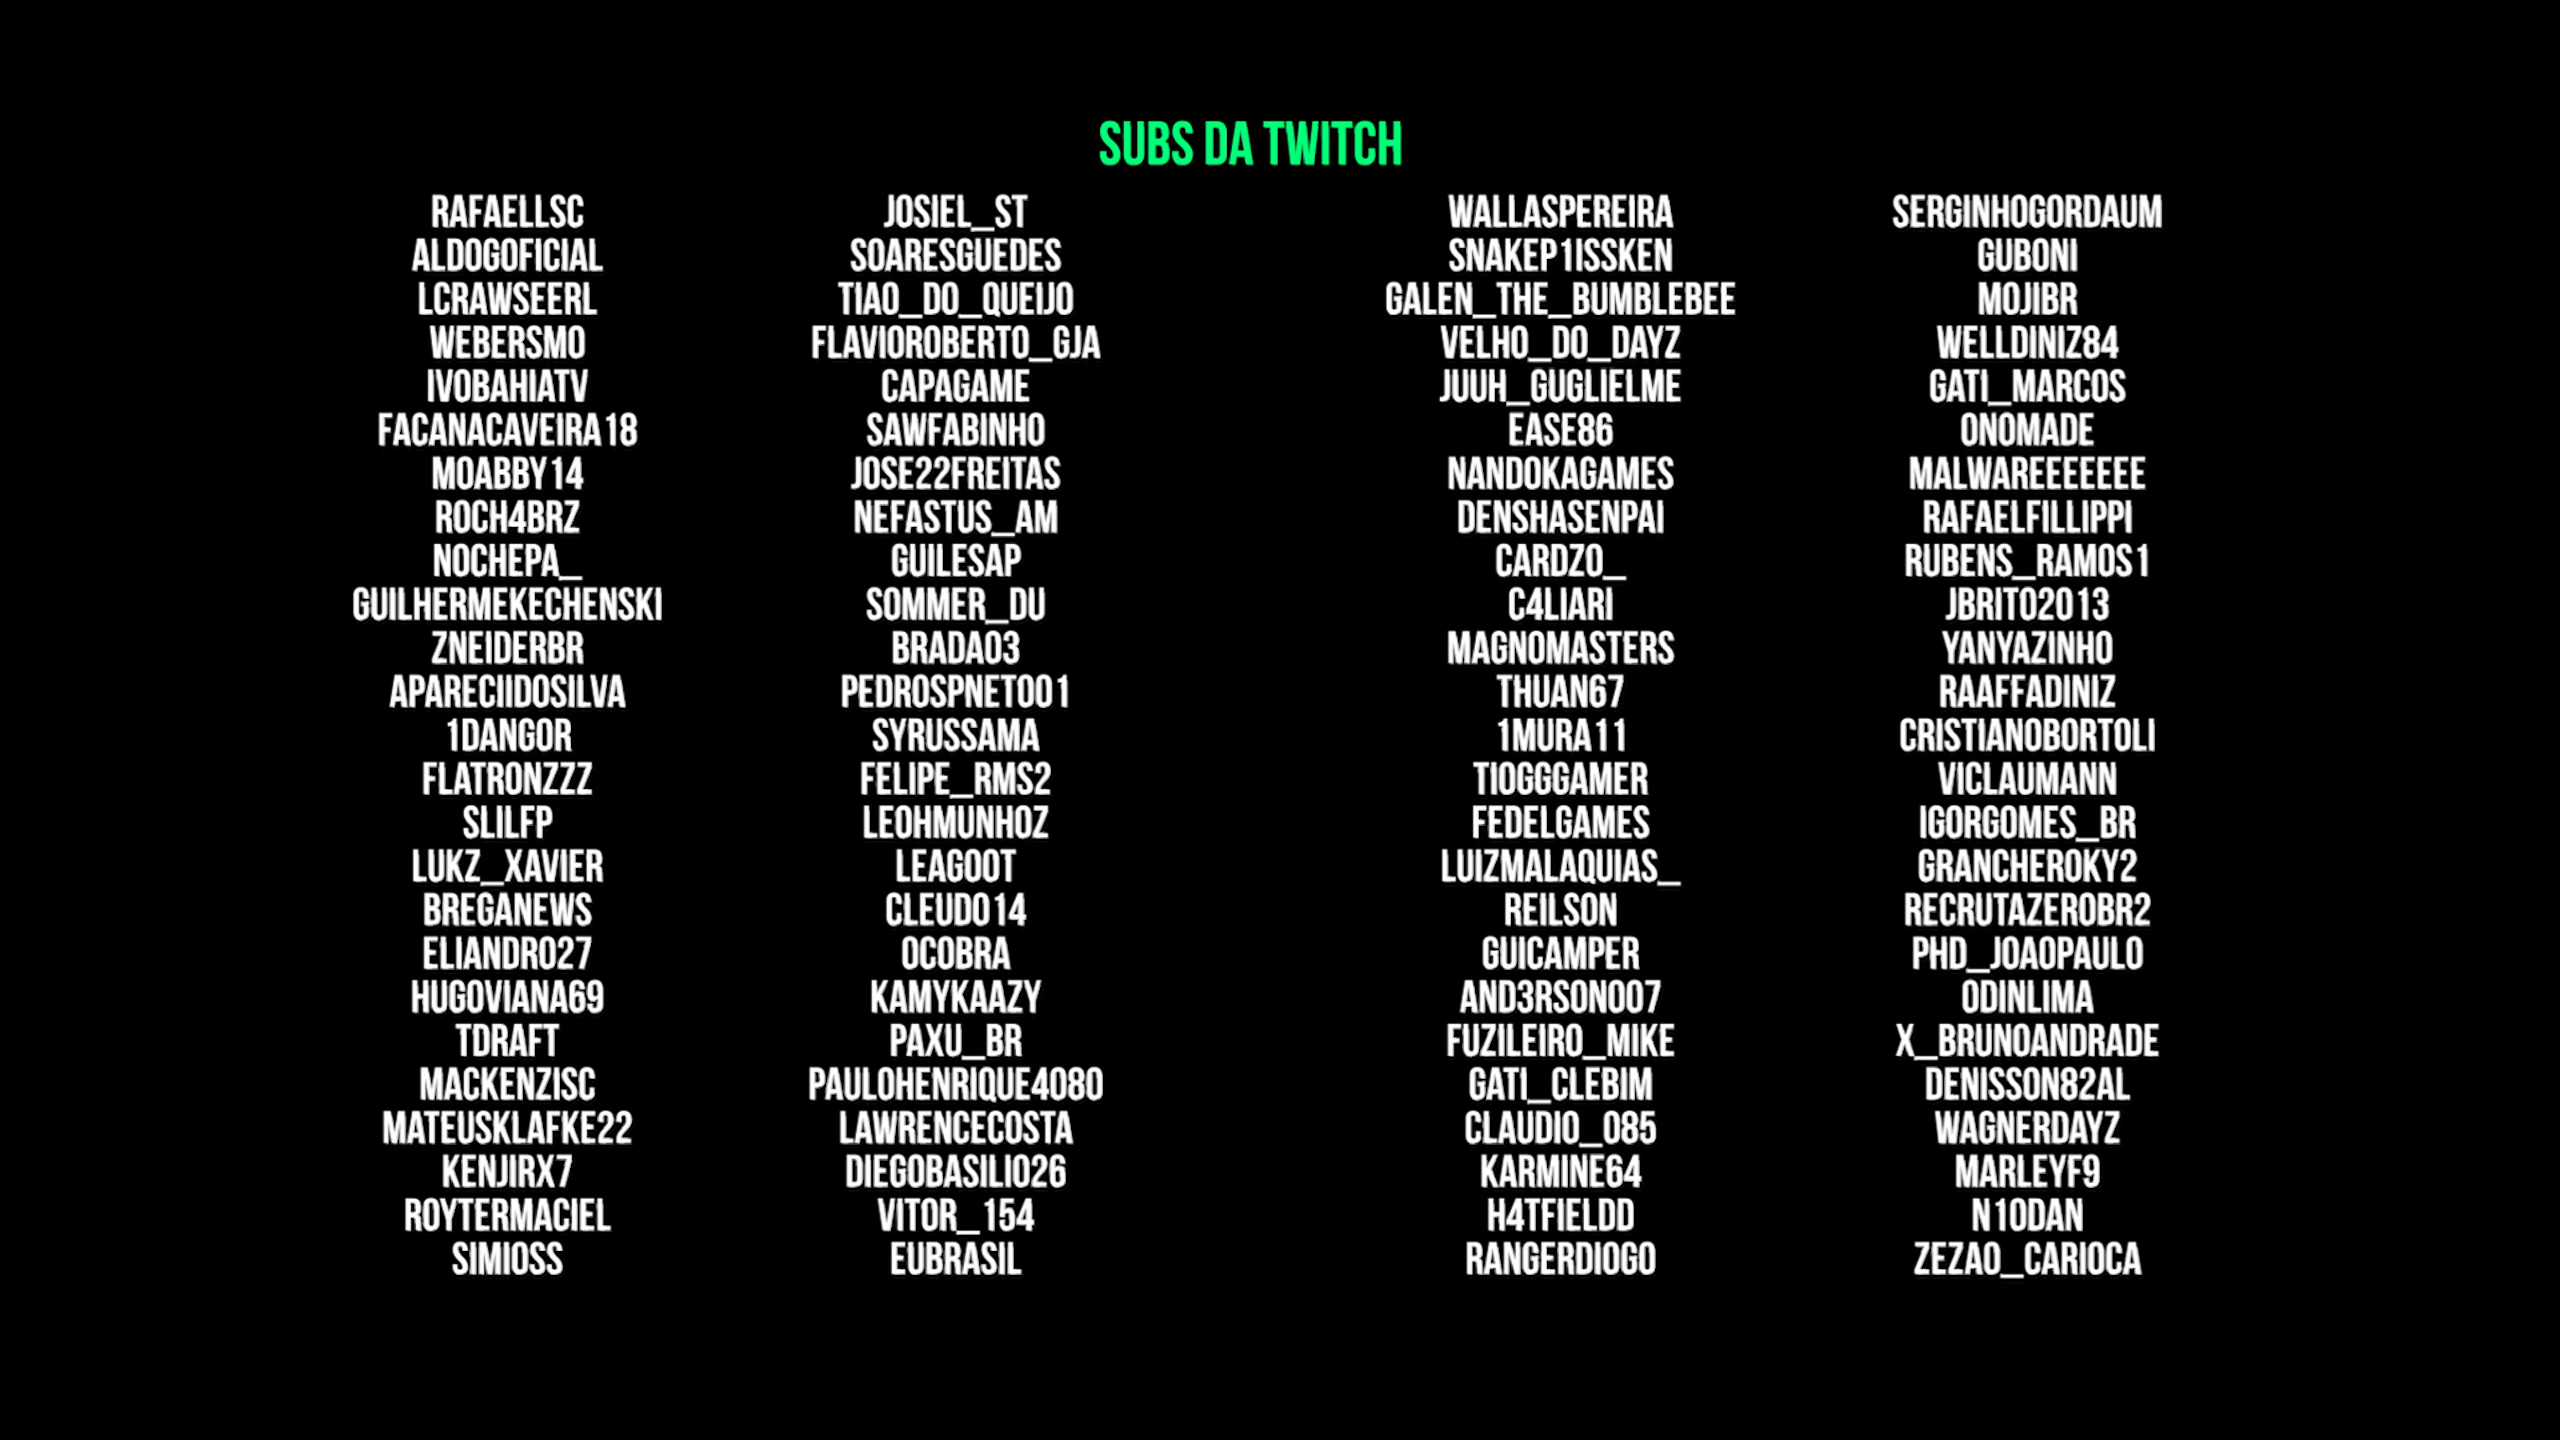 SUBS DA TWITCH
RAFAELLSC
ALDOGOFICIAL
LCRAWSEERL
WEBERSMO
IVOBAHIATV
FACANACAVEIRA18
MOABBY14
ROCH4BRZ
NOCHEPA_
GUILHERMEKECHENSKI
ZNEIDERBR
APARECIIDOSILVA
1DANGOR
FLATRONZZZ
SLILFP
LUKZ_XAVIER
BREGANEWS
ELIANDRO27
HUGOVIANA69
TDRAFT
MACKENZISC
MATEUSKLAFKE22
KENJIRX7
ROYTERMACIEL
SIMIOSS
JOSIEL_ST
SOARESGUEDES
TIAO_DO_QUEIJO
FLAVIOROBERTO_GJA
CAPAGAME
SAWFABINHO
JOSE22FREITAS
NEFASTUS_AM
GUILESAP
SOMMER_DU
BRADAO3
PEDROSPNETO01
SYRUSSAMA
FELIPE_RMS2
LEOHMUNHOZ
LEAGOOT
CLEUDO14
OCOBRA
KAMYKAAZY
PAXU_BR
PAULOHENRIQUE4080
LAWRENCECOSTA
DIEGOBASILIO26
VITOR_154
EUBRASIL
WALLASPEREIRA
SNAKEP1ISSKEN
GALEN_THE_BUMBLEBEE
VELHO_DO_DAYZ
JUUH_GUGLIELME
EASE86
NANDOKAGAMES
DENSHASENPAI
CARDZO_
C4LIARI
MAGNOMASTERS
THUAN67
1MURA11
TIOGGGAMER
FEDELGAMES
LUIZMALAQUIAS_
REILSON
GUICAMPER
AND3RSON007
FUZILEIRO_MIKE
GATI_CLEBIM
CLAUDIO_085
KARMINE64
H4TFIELDD
RANGERDIOGO
SERGINHOGORDAUM
GUBONI
MOJIBR
WELLDINIZ84
GATI_MARCOS
ONOMADE
MALWAREEEEEEE
RAFAELFILLIPPI
RUBENS_RAMOS1
JBRITO2013
YANYAZINHO
RAAFFADINIZ
CRISTIANOBORTOLI
VICLAUMANN
IGORGOMES_BR
GRANCHEROKY2
RECRUTAZEROBR2
PHD_JOAOPAULO
ODINLIMA
X_BRUNOANDRADE
DENISSON82AL
WAGNERDAYZ
MARLEYF9
N10DAN
ZEZAO_CARIOCA